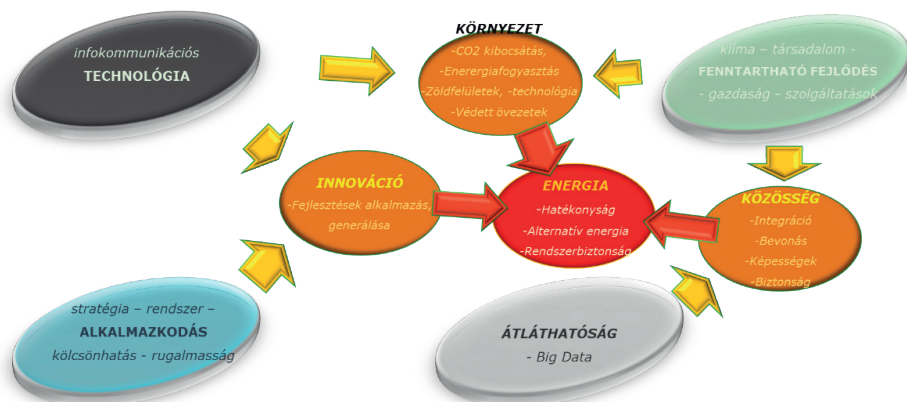 infokommunikációs
TECHNOLÓGIA
KÖRNYEZET
-CO2 kibocsátás,
-Enerergiafogyasztás
-Zöldfelületek, -technológia
-Védett övezetek
klíma – társadalom -
FENNTARTHATÓ FEJLŐDÉS
- gazdaság - szolgáltatások
INNOVÁCIÓ
-Fejlesztések alkalmazás,
generálása
ENERGIA
-Hatékonyság
-Alternatív energia
-Rendszerbiztonság
KÖZÖSSÉG
-Integráció
-Bevonás
-Képességek
-Biztonság
stratégia – rendszer –
ALKALMAZKODÁS
kölcsönhatás - rugalmasság
ÁTLÁTHATÓSÁG
- Big Data